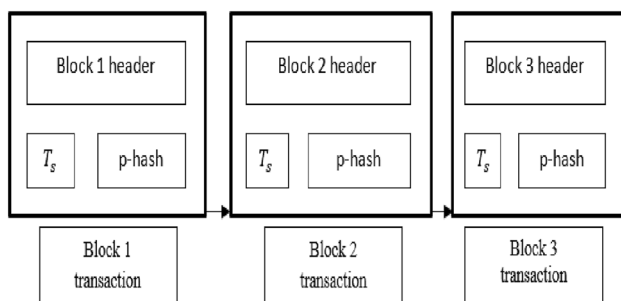 Block 1 header
Block 2 header
Block 3 header
Tₛ
p-hash
Tₛ
p-hash
Tₛ
p-hash
Block 1
transaction
Block 2
transaction
Block 3
transaction